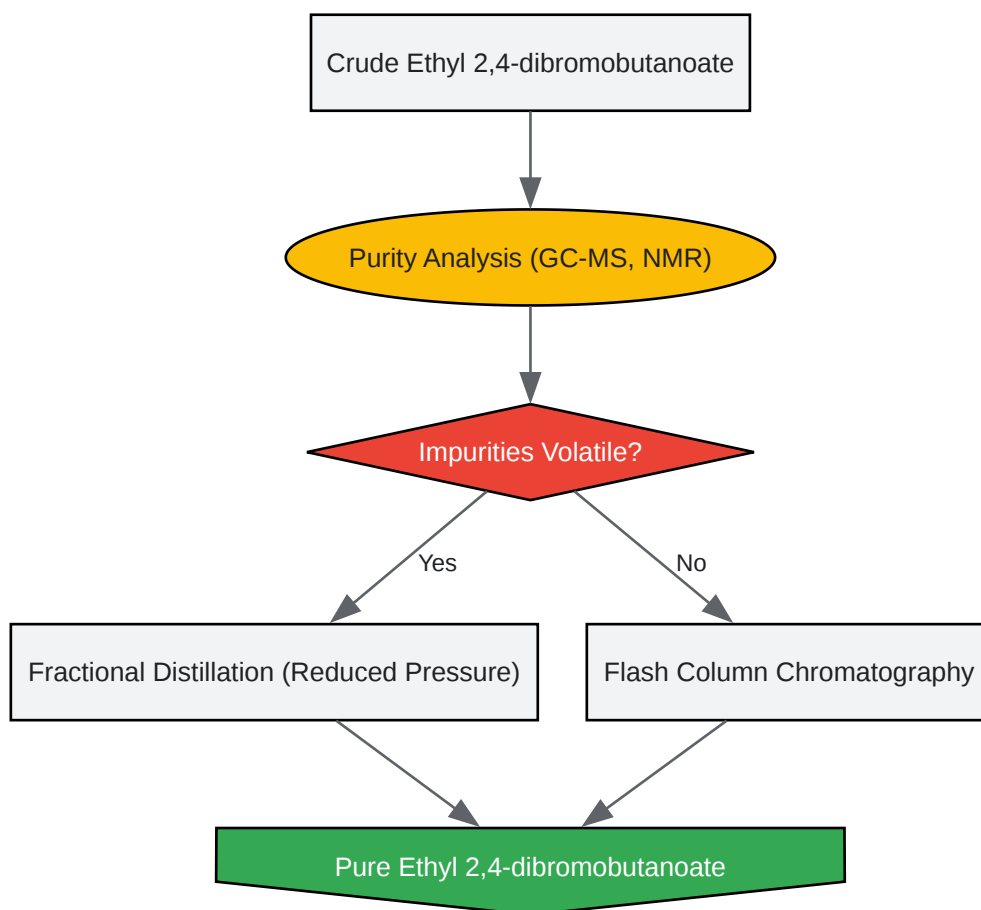 Crude Ethyl 2,4-dibromobutanoate
Purity Analysis (GC-MS, NMR)
Impurities Volatile?
Yes
No
Fractional Distillation (Reduced Pressure)
Flash Column Chromatography
Pure Ethyl 2,4-dibromobutanoate